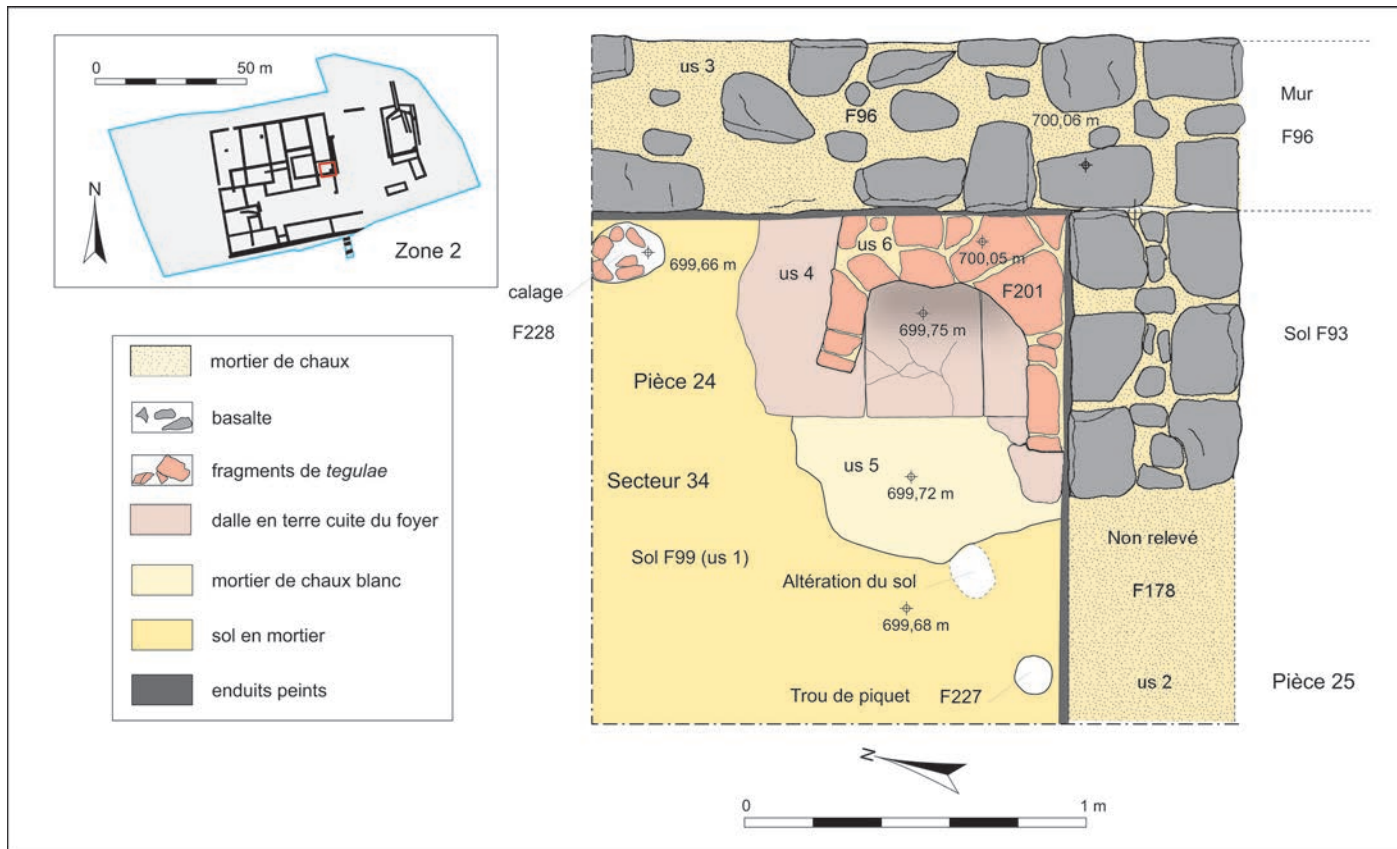 0
50 m
N
Zone 2
mortier de chaux
basalte
fragments de tegulae
dalle en terre cuite du foyer
mortier de chaux blanc
sol en mortier
enduits peints
us 3
F96
700,06 m
Mur
F96
699,66 m
us 4
us 6
700,05 m
F201
calage
F228
699,75 m
Sol F93
Pièce 24
us 5
Secteur 34
699,72 m
Sol F99 (us 1)
Altération du sol
699,68 m
Non relevé
F178
us 2
Pièce 25
Trou de piquet
F227
N
0
1 m